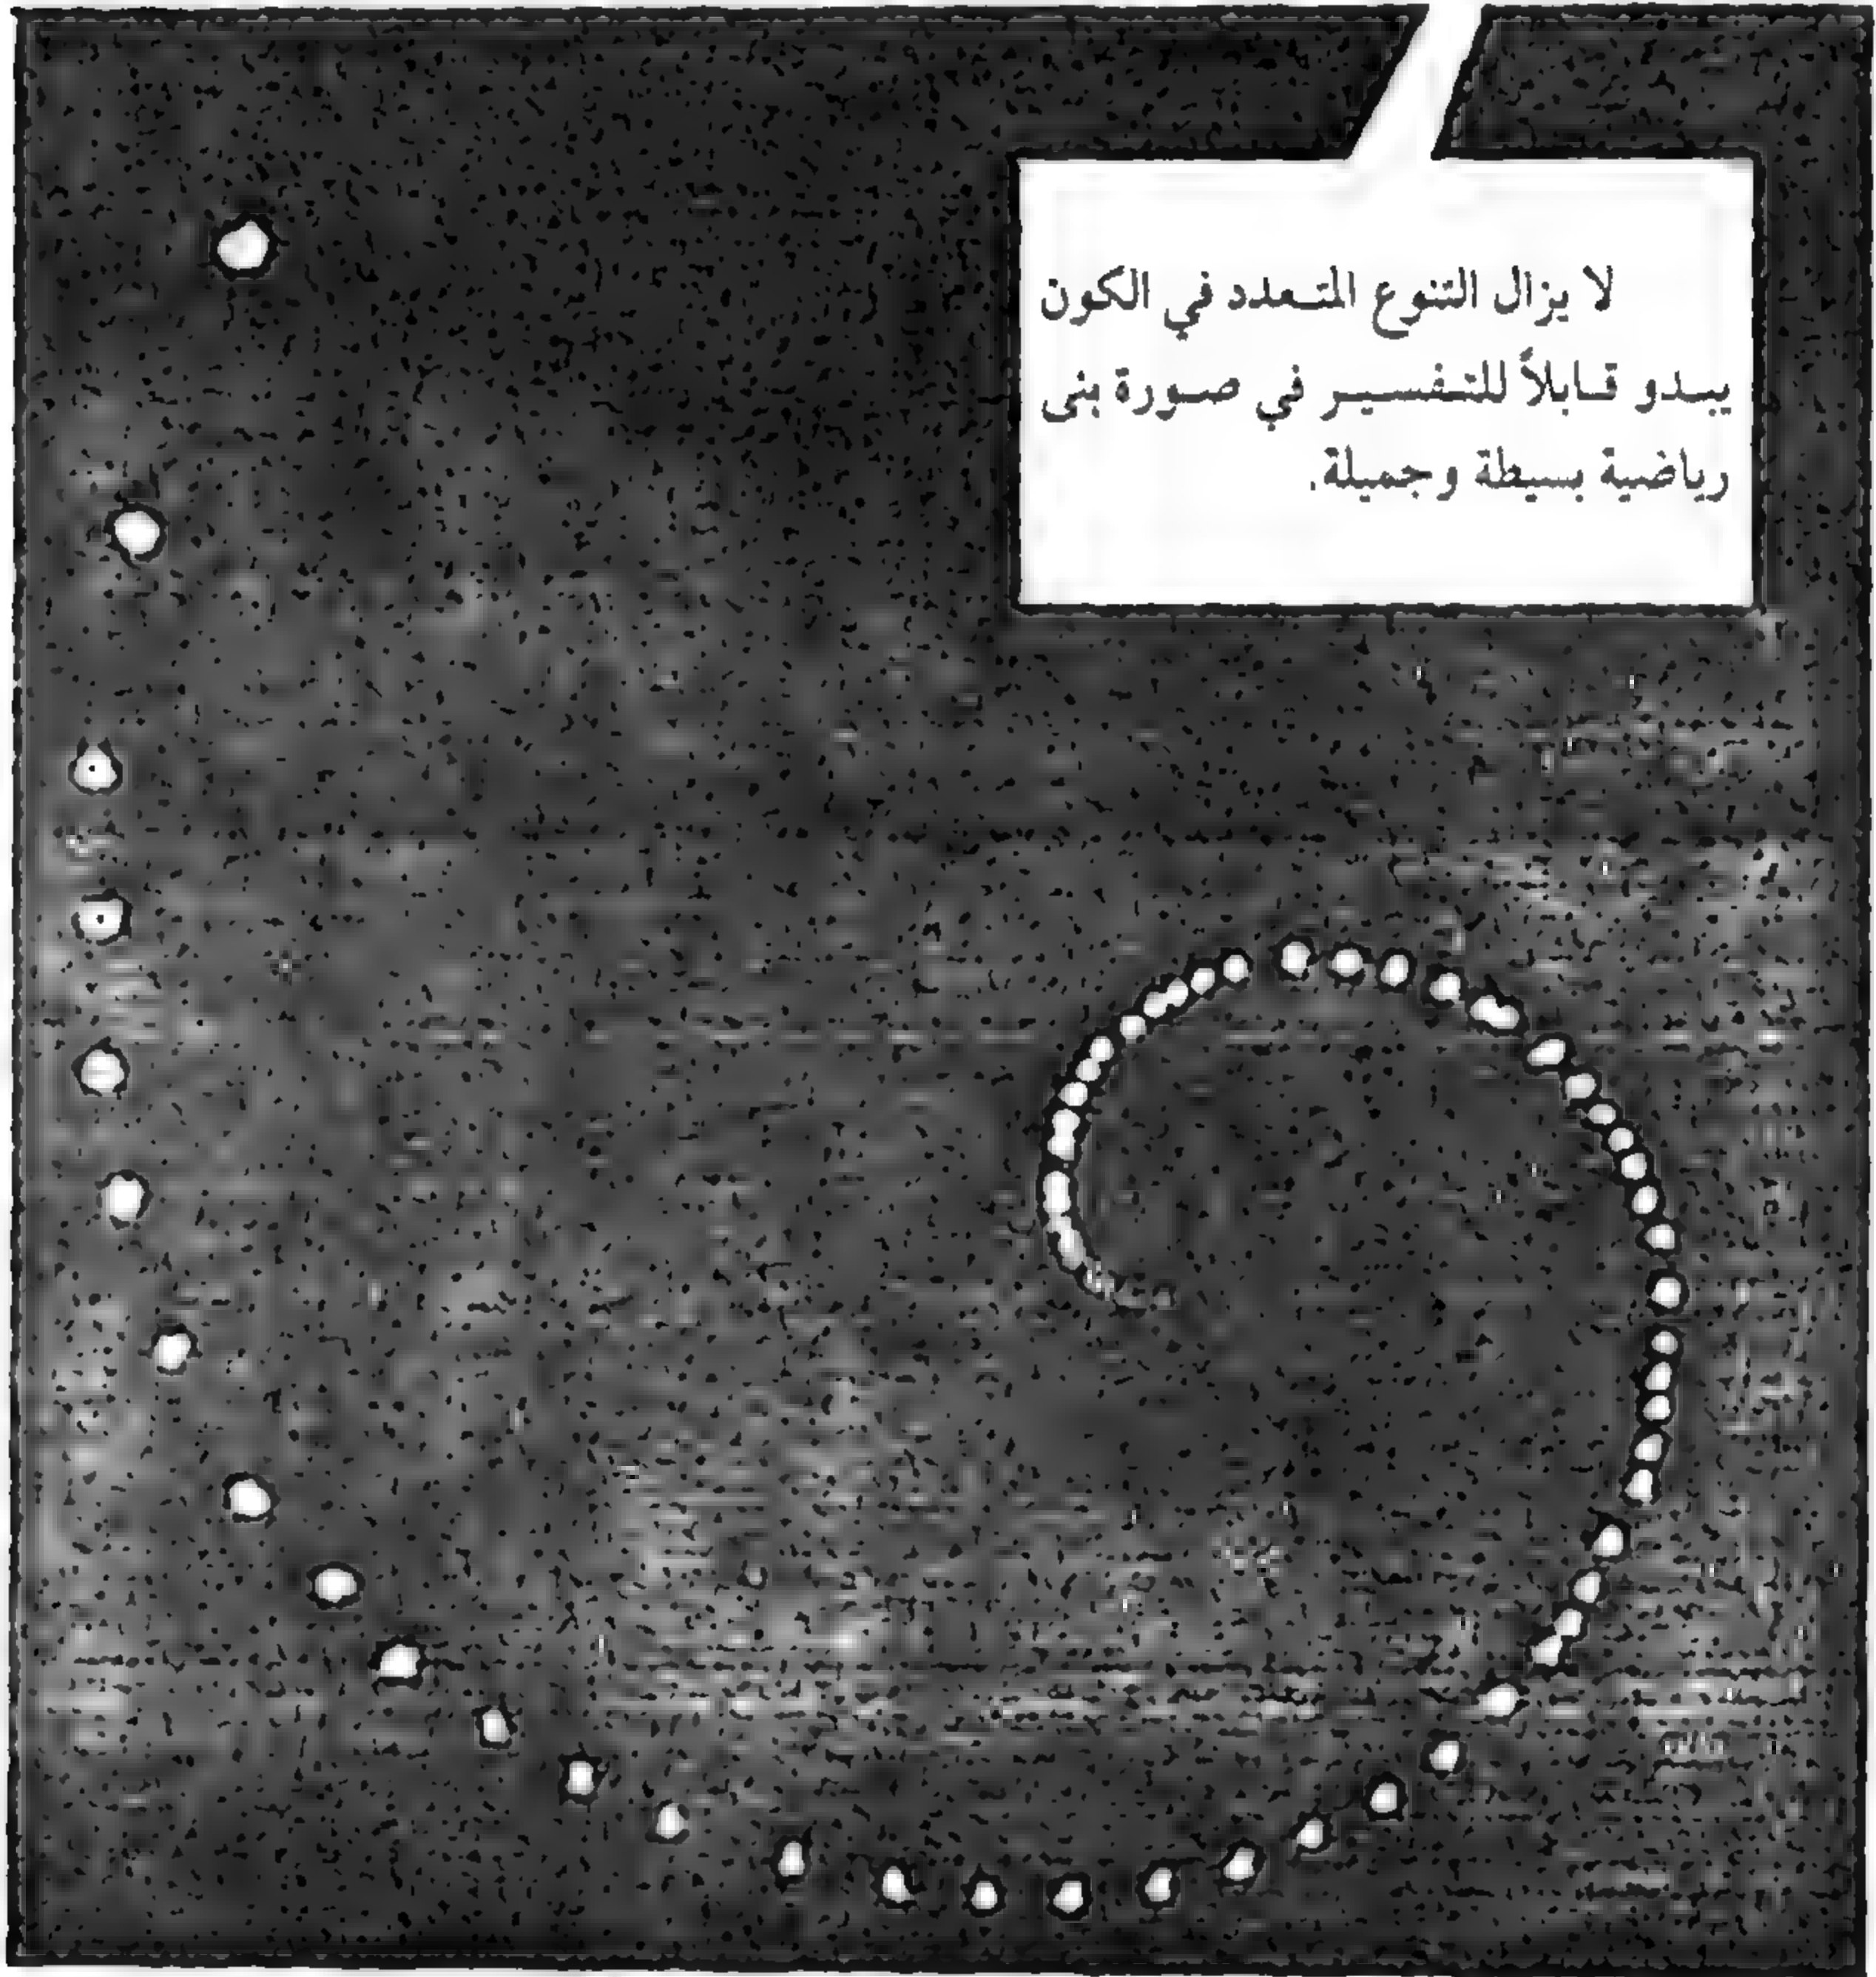 لا يزال التنوع المتعدد في الكون
يبدو قابلاً للتفسير في صورة بنى
رياضية بسيطة وجميلة.